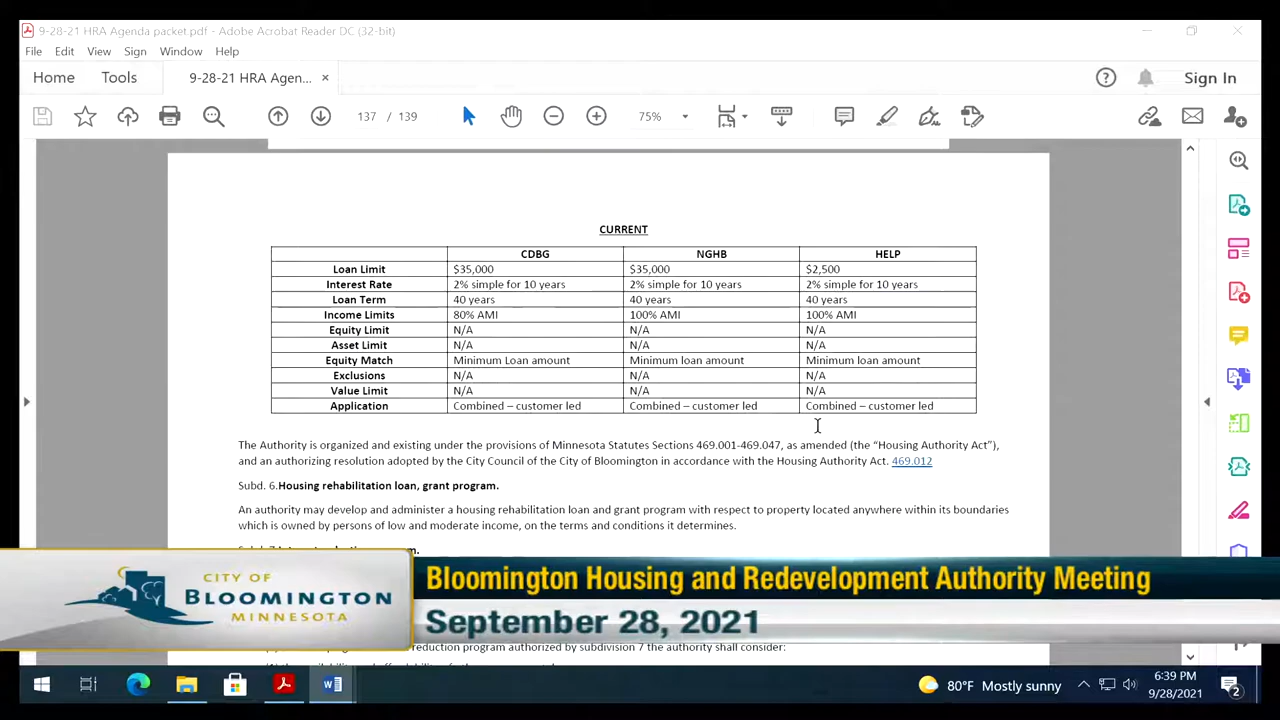 9-28-21 HRA Agenda packet.pdf - Adobe Acrobat Reader DC (32-bit)
File Edit View Sign Window Help
Home Tools 9-28-21 HRA Agen... × Sign In
137 / 139 75%
CURRENT
CDBG NGHB HELP
Loan Limit $35,000 $35,000 $2,500
Interest Rate 2% simple for 10 years 2% simple for 10 years 2% simple for 10 years
Loan Term 40 years 40 years 40 years
Income Limits 80% AMI 100% AMI 100% AMI
Equity Limit N/A N/A N/A
Asset Limit N/A N/A N/A
Equity Match Minimum Loan amount Minimum loan amount Minimum loan amount
Exclusions N/A N/A N/A
Value Limit N/A N/A N/A
Application Combined – customer led Combined – customer led Combined – customer led
The Authority is organized and existing under the provisions of Minnesota Statutes Sections 469.001-469.047, as amended (the “Housing Authority Act”),
and an authorizing resolution adopted by the City Council of the City of Bloomington in accordance with the Housing Authority Act. 469.012
Subd. 6.Housing rehabilitation loan, grant program.
An authority may develop and administer a housing rehabilitation loan and grant program with respect to property located anywhere within its boundaries
which is owned by persons of low and moderate income, on the terms and conditions it determines.
CITY OF
BLOOMINGTON
MINNESOTA
Bloomington Housing and Redevelopment Authority Meeting
September 28, 2021
reduction program authorized by subdivision 7 the authority shall consider:
80°F Mostly sunny
6:39 PM
9/28/2021
2